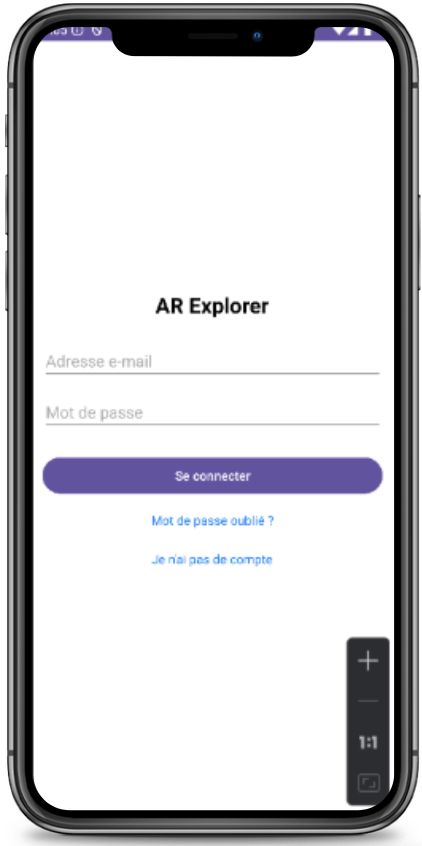 AR Explorer
Adresse e-mail
Mot de passe
Se connecter
Mot de passe oublié ?
Je n'ai pas de compte
1:1